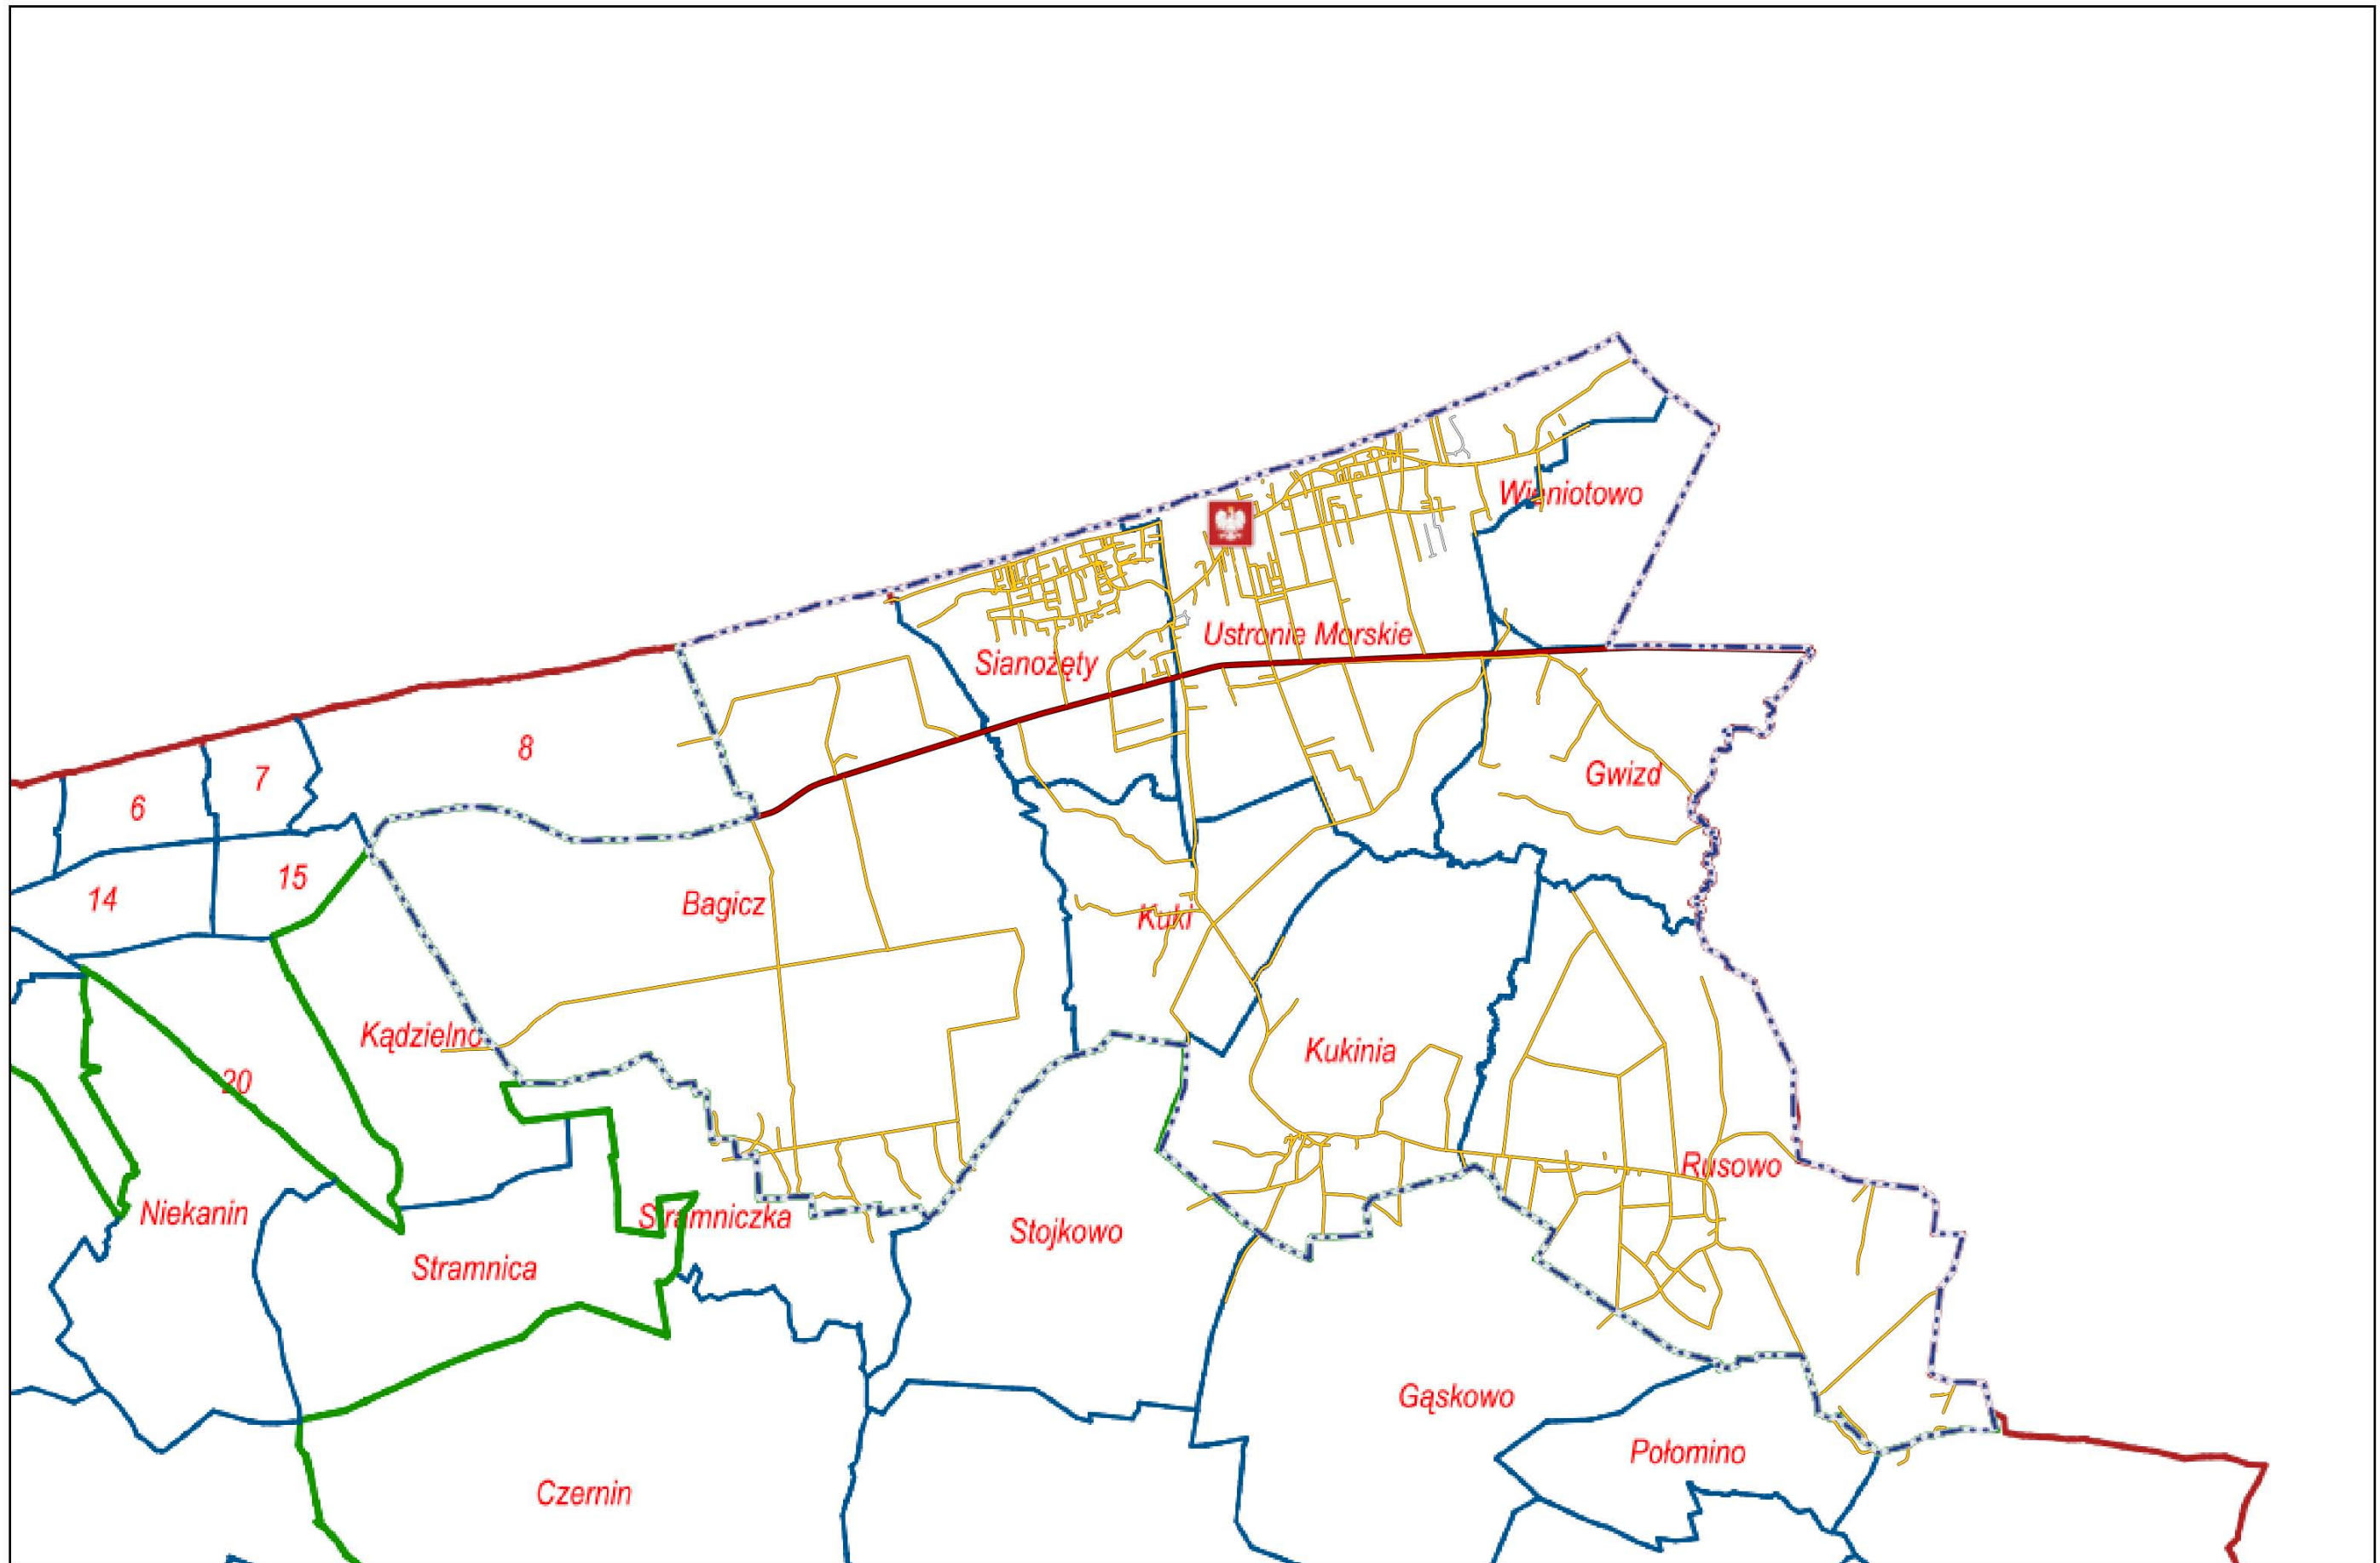 Wieniotowo
Ustronie Morskie
Sianożęty
8
7
6
Gwizd
15
14
Bagicz
Kuki
Kądzielno
Kukinia
20
Rusowo
Niekanin
Stramniczka
Stojkowo
Stramnica
Gąskowo
Połomino
Czernin